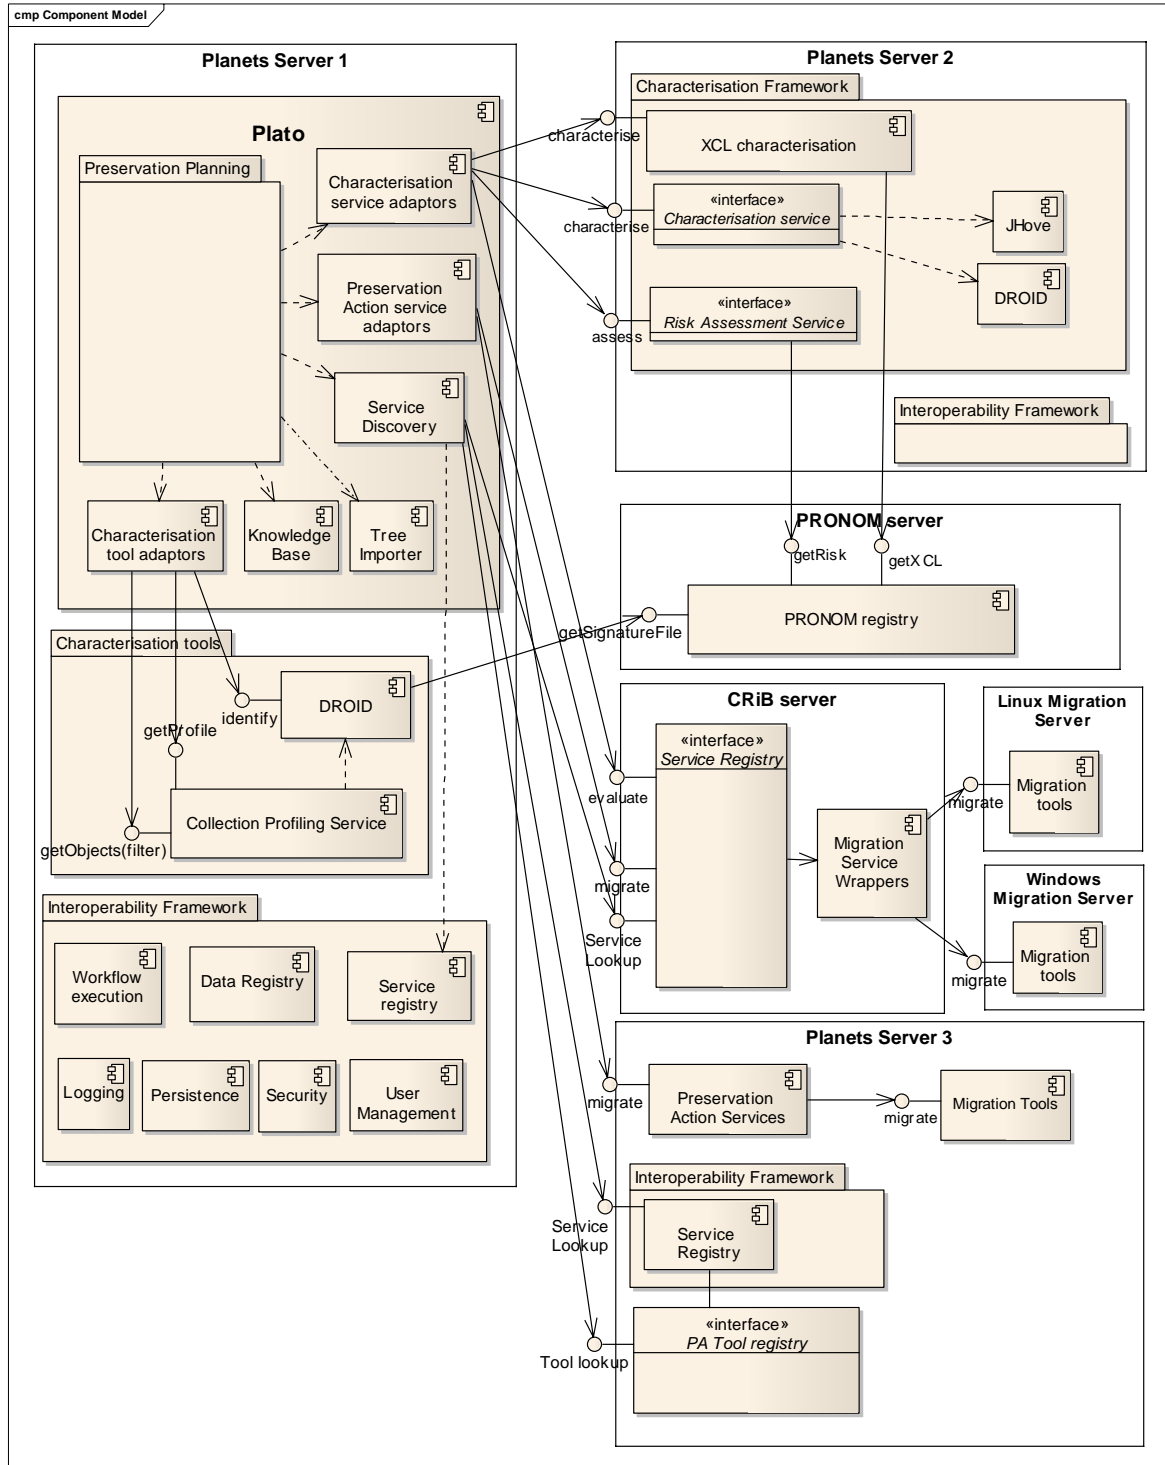 cmp Component Model
Planets Server 1
Plato
Preservation Planning
Characterisation
service adaptors
Preservation
Action service
adaptors
Service
Discovery
Characterisation
tool adaptors
Knowledge
Base
Tree
Importer
Characterisation tools
DROID
identify
getProfile
Collection Profiling Service
getObjects(filter)
Interoperability Framework
Workflow
execution
Data Registry
Service
registry
Logging
Persistence
Security
User
Management
Planets Server 2
Characterisation Framework
characterise
XCL characterisation
characterise
«interface»
Characterisation service
JHove
DROID
«interface»
Risk Assessment Service
assess
Interoperability Framework
PRONOM server
getRisk
getXCL
getSignatureFile
PRONOM registry
CRiB server
«interface»
Service Registry
evaluate
migrate
Service
Lookup
Migration
Service
Wrappers
Linux Migration
Server
migrate
Migration
tools
Windows
Migration Server
migrate
Migration
tools
Planets Server 3
migrate
Preservation
Action Services
migrate
Migration Tools
Interoperability Framework
Service
Lookup
Service
Registry
«interface»
PA Tool registry
Tool lookup